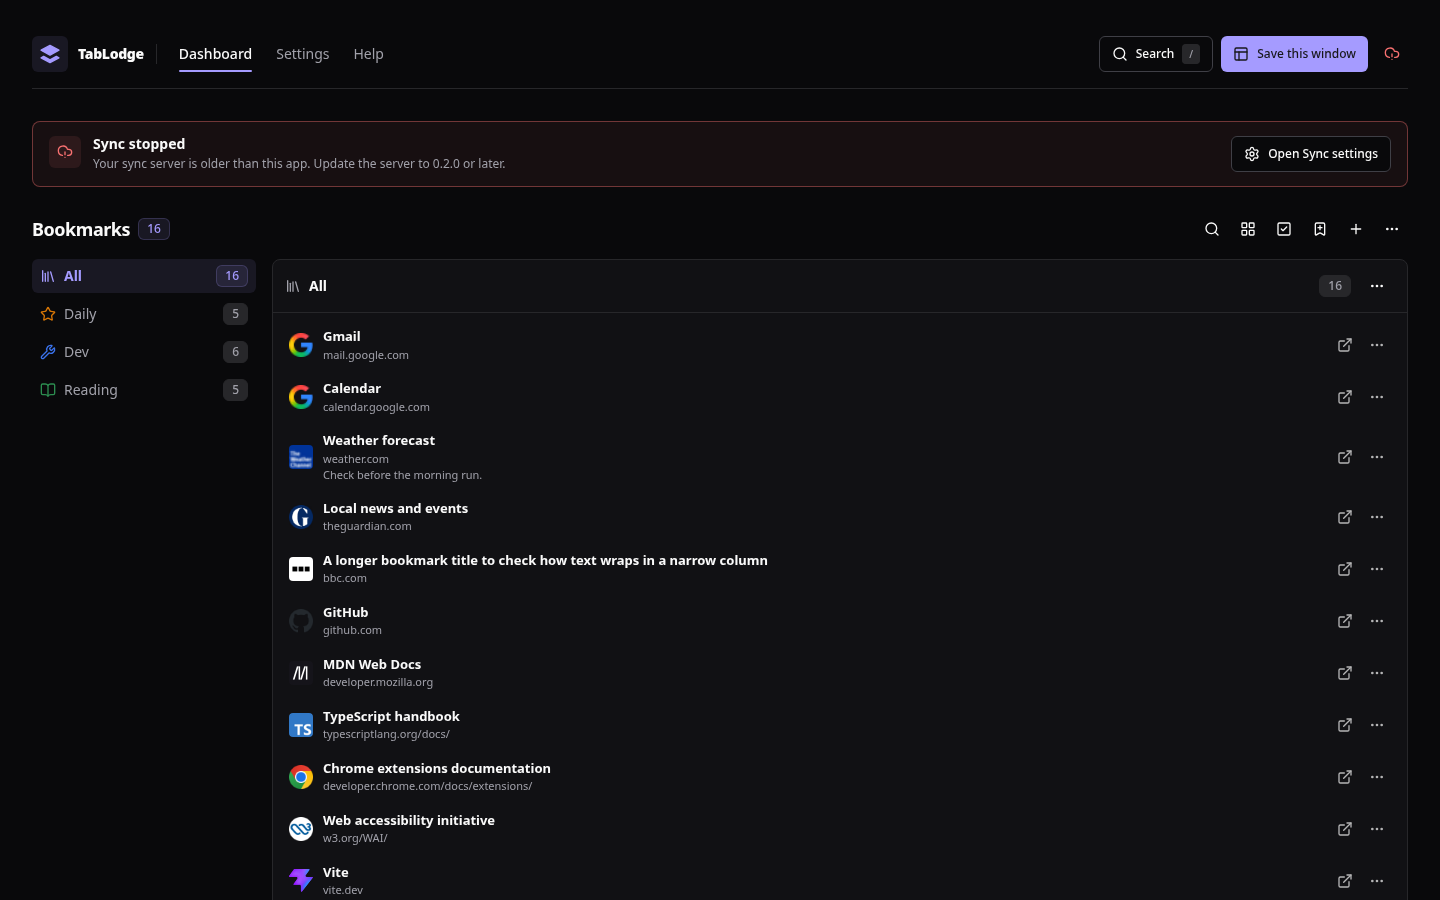 TabLodge
Dashboard
Settings
Help
Search /
Save this window
Sync stopped
Your sync server is older than this app. Update the server to 0.2.0 or later.
Open Sync settings
Bookmarks 16
All 16
Daily 5
Dev 6
Reading 5
All 16
Gmail
mail.google.com
Calendar
calendar.google.com
The Weather Channel
Weather forecast
weather.com
Check before the morning run.
Local news and events
theguardian.com
A longer bookmark title to check how text wraps in a narrow column
bbc.com
GitHub
github.com
MDN Web Docs
developer.mozilla.org
TS
TypeScript handbook
typescriptlang.org/docs/
Chrome extensions documentation
developer.chrome.com/docs/extensions/
Web accessibility initiative
w3.org/WAI/
Vite
vite.dev